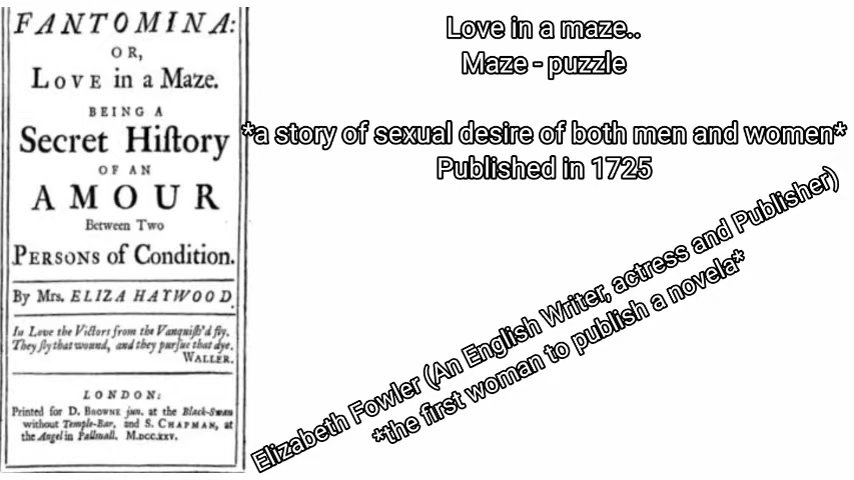 FANTOMINA:
OR,
LOVE in a Maze.
BEING A
Secret Hiſtory
OF AN
AMOUR
Between Two
PERSONS of Condition.
By Mrs. ELIZA HAYWOOD.
In Love the Victors from the Vanquiſh'd fly.
They fly that wound, and they purſue that dye.
WALLER.
LONDON:
Printed for D. BROWNE jun. at the Black-Swan
without Temple-Bar, and S. CHAPMAN, at
the Angel in Pallmall. M.DCC.XXV.
Love in a maze..
Maze - puzzle
*a story of sexual desire of both men and women*
Published in 1725
Elizabeth Fowler (An English Writer, actress and Publisher)
*the first woman to publish a novela*